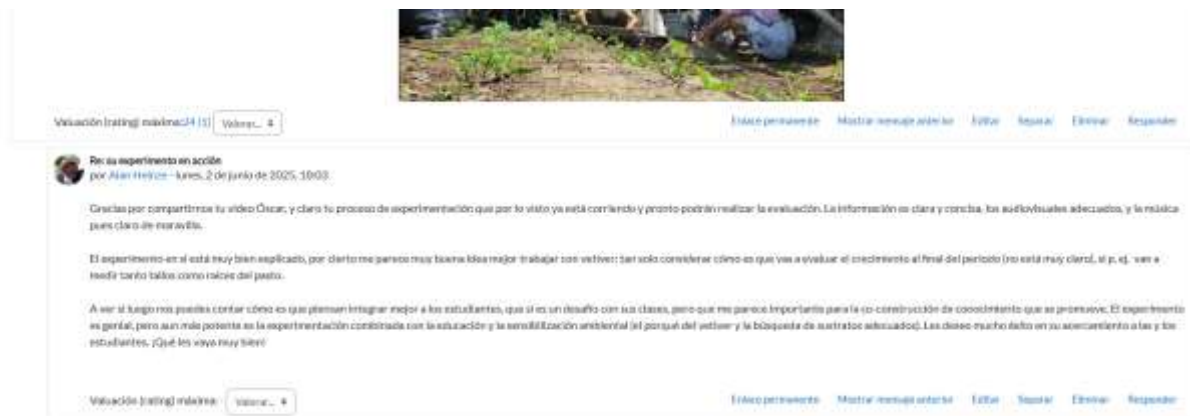 Valuación (rating) máxima: 24 (1) Valorar...
Enlace permanente Mostrar mensaje anterior Editar Separar Eliminar Responder
Re: su experimento en acción
por Alan Heinze - lunes, 2 de junio de 2025, 18:03
Gracias por compartirnos tu video Óscar, y claro tu proceso de experimentación que por lo visto ya está corriendo y pronto podrán realizar la evaluación. La información es clara y concisa, los audiovisuales adecuados, y la música
pues claro de maravilla.
El experimento en sí está muy bien explicado, por cierto me parece muy buena idea mejor trabajar con vetiver; tan solo considerar cómo es que vas a evaluar el crecimiento al final del periodo (no está muy claro), si p. ej. van a
medir tanto tallos como raíces del pasto.
A ver si luego nos puedes contar cómo es que piensan integrar mejor a los estudiantes, que sí es un desafío con sus clases, pero que me parece importante para la co-construcción de conocimiento que se promueve. El experimento
es genial, pero aun más potente es la experimentación combinada con la educación y la sensibilización ambiental (el porqué del vetiver y la búsqueda de sustratos adecuados). Les deseo mucho éxito en su acercamiento a las y los
estudiantes. ¡Qué les vaya muy bien!
Valuación (rating) máxima: Valorar...
Enlace permanente Mostrar mensaje anterior Editar Separar Eliminar Responder